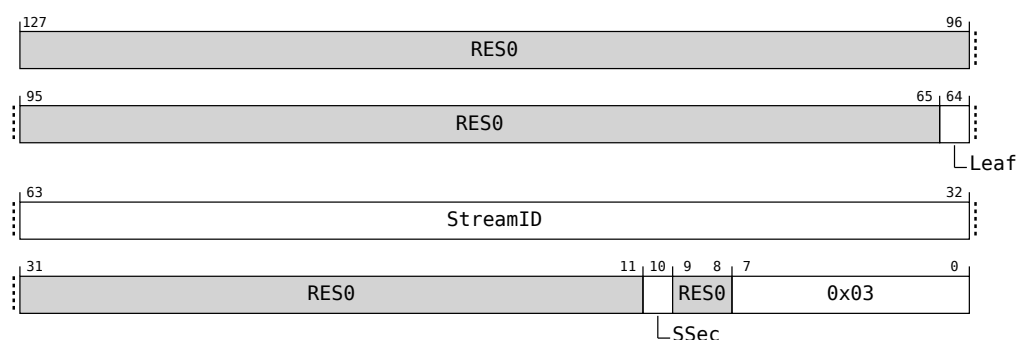 127 96
RES0
95 65 64
RES0
Leaf
63 32
StreamID
31 11 10 9 8 7 0
RES0 RES0 0x03
SSec